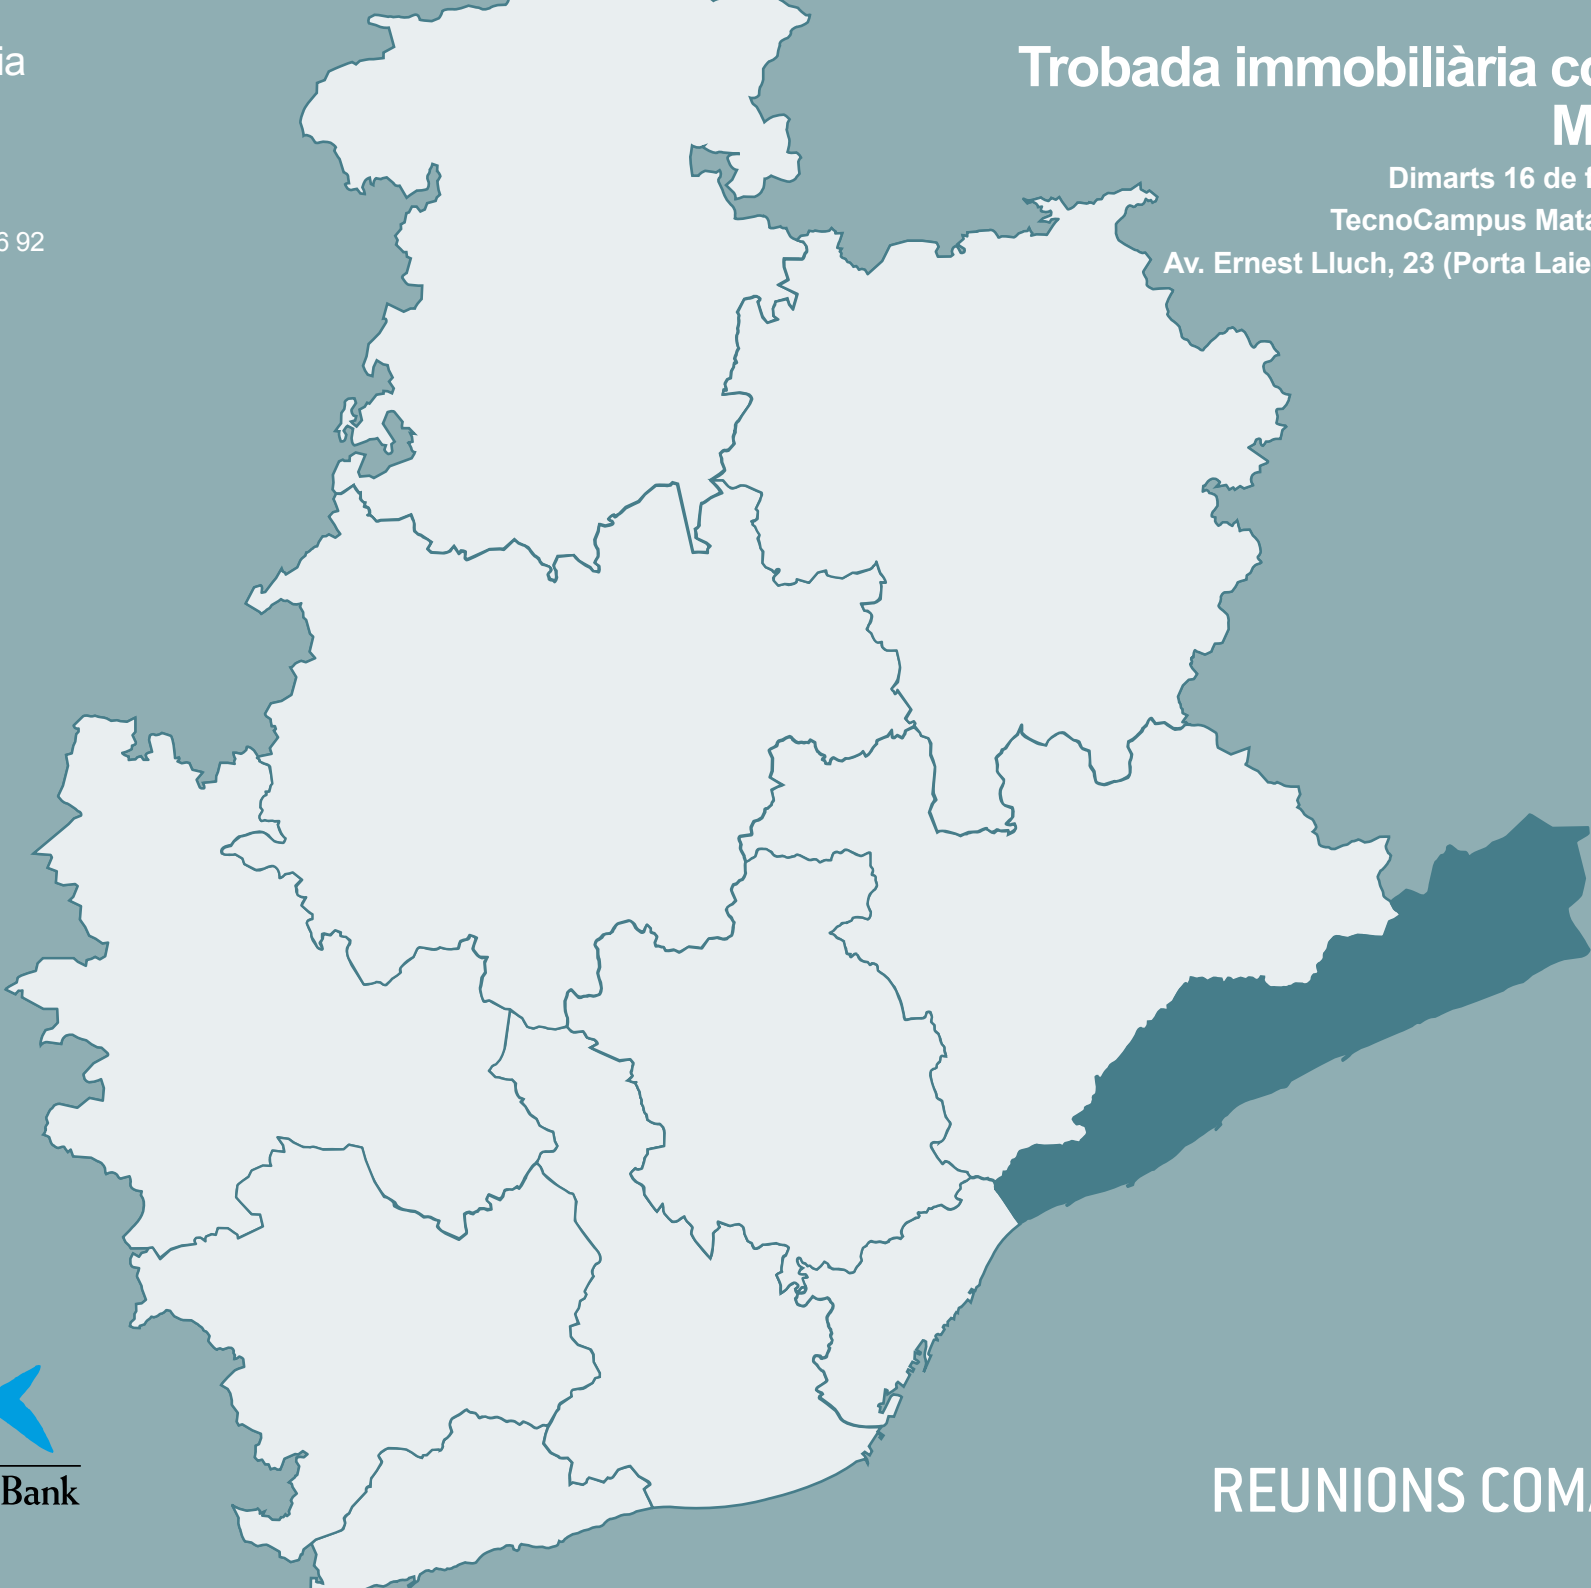 ia
6 92
Trobada immobiliària co
M
Dimarts 16 de f
TecnoCampus Mata
Av. Ernest Lluch, 23 (Porta Laie
Bank
REUNIONS COM